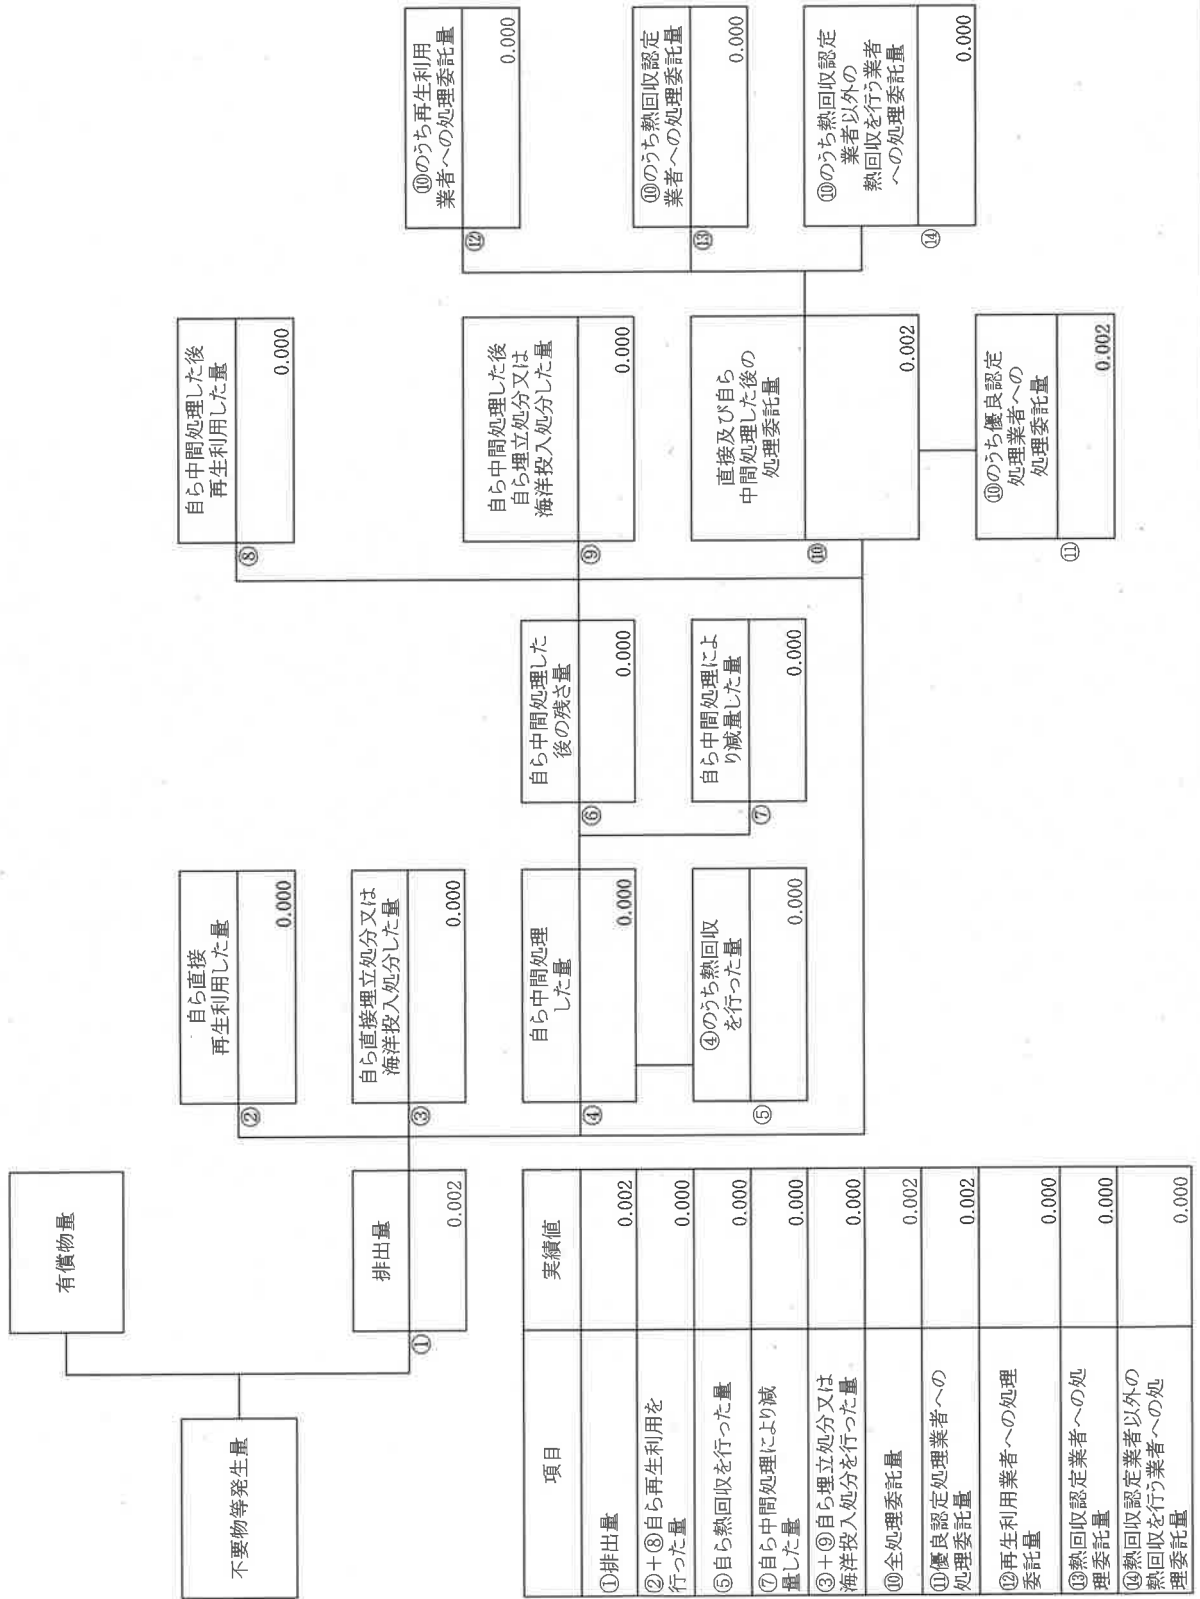 不要物等発生量
有償物量
①
排出量
0.002
②
自ら直接
再生利用した量
0.000
③
自ら直接埋立処分又は
海洋投入処分した量
0.000
④
自ら中間処理
した量
0.000
⑤
④のうち熱回収
を行った量
0.000
⑥
自ら中間処理した
後の残さ量
0.000
⑦
自ら中間処理によ
り減量した量
0.000
⑧
自ら中間処理した後
再生利用した量
0.000
⑨
自ら中間処理した後
自ら埋立処分又は
海洋投入処分した量
0.000
⑩
直接及び自ら
中間処理した後の
処理委託量
0.002
⑪
⑩のうち優良認定
処理業者への
処理委託量
0.002
⑫
⑩のうち再生利用
業者への処理委託量
0.000
⑬
⑩のうち熱回収認定
業者への処理委託量
0.000
⑭
⑩のうち熱回収認定
業者以外の
熱回収を行う業者
への処理委託量
0.000
項目 実績値
①排出量 0.002
②+⑧自ら再生利用を
行った量 0.000
⑤自ら熱回収を行った量 0.000
⑦自ら中間処理により減
量した量 0.000
③+⑨自ら埋立処分又は
海洋投入処分を行った量 0.000
⑩全処理委託量 0.002
⑪優良認定処理業者への
処理委託量 0.002
⑫再生利用業者への処理
委託量 0.000
⑬熱回収認定業者への処
理委託量 0.000
⑭熱回収認定業者以外の
熱回収を行う業者への処
理委託量 0.000